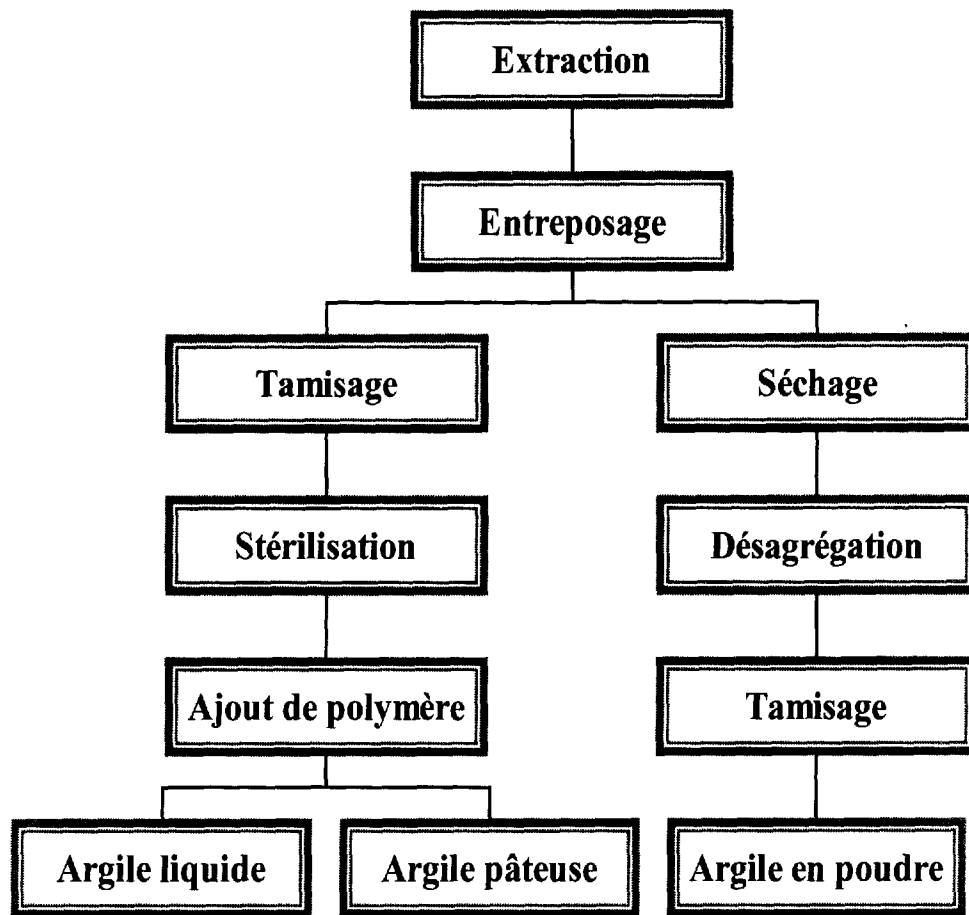 Extraction
Entreposage
Tamisage
Séchage
Stérilisation
Désagrégation
Ajout de polymère
Tamisage
Argile liquide
Argile pâteuse
Argile en poudre